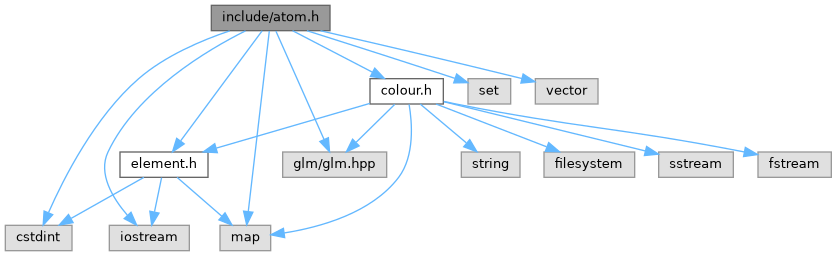 include/atom.h
colour.h
set
vector
element.h
glm/glm.hpp
string
filesystem
sstream
fstream
cstdint
iostream
map